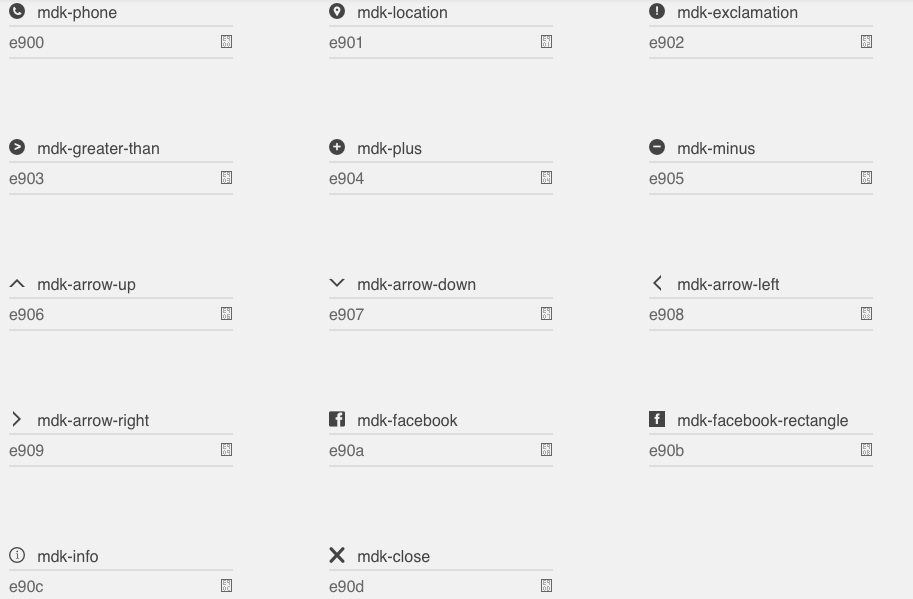 mdk-phone
e900
mdk-location
e901
mdk-exclamation
e902
mdk-greater-than
e903
mdk-plus
e904
mdk-minus
e905
mdk-arrow-up
e906
mdk-arrow-down
e907
mdk-arrow-left
e908
mdk-arrow-right
e909
mdk-facebook
e90a
mdk-facebook-rectangle
e90b
mdk-info
e90c
mdk-close
e90d